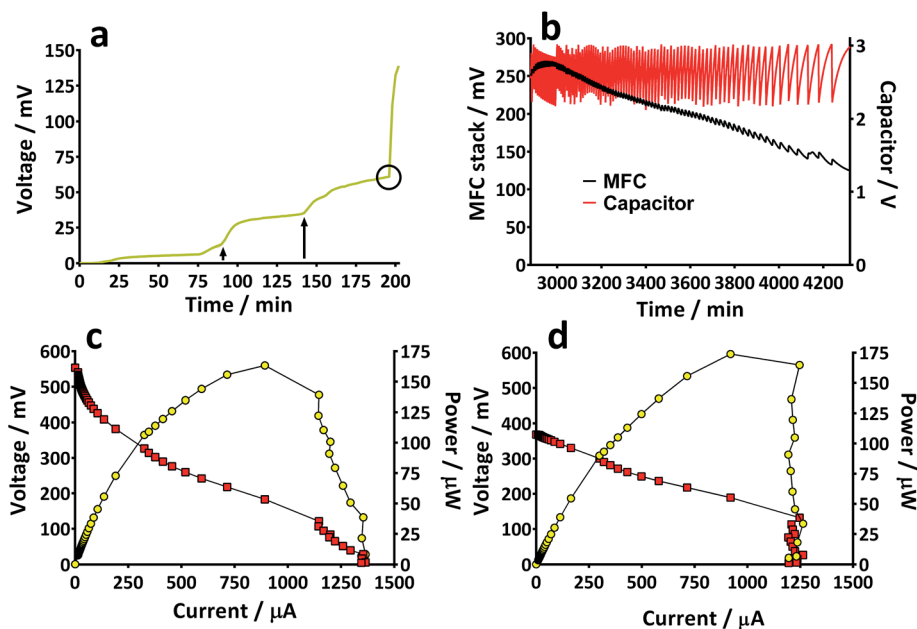 a
Voltage / mV
150
125
100
75
50
25
0
0 25 50 75 100 125 150 175 200
Time / min
b
MFC stack / mV
300
250
200
150
100
50
0
3000 3200 3400 3600 3800 4000 4200
Time / min
3
2
1
0
Capacitor / V
MFC
Capacitor
c
Voltage / mV
600
500
400
300
200
100
0
0 250 500 750 1000 1250 1500
Current / µA
175
150
125
100
75
50
25
0
Power / µW
d
Voltage / mV
600
500
400
300
200
100
0
0 250 500 750 1000 1250 1500
Current / µA
175
150
125
100
75
50
25
0
Power / µW